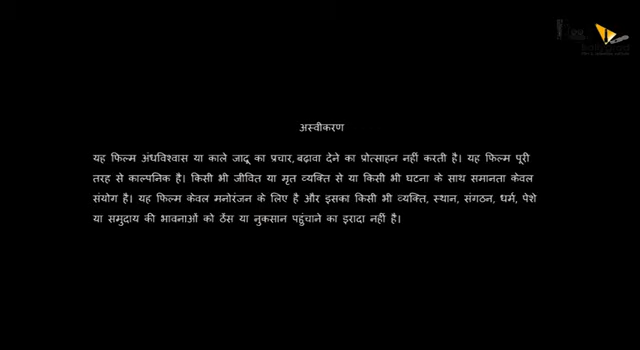 अस्वीकरण
यह फिल्म अंधविश्वास या काले जादू का प्रचार, बढ़ावा देने का प्रोत्साहन नहीं करती है। यह फिल्म पूरी
तरह से काल्पनिक है। किसी भी जीवित या मृत व्यक्ति से या किसी भी घटना के साथ समानता केवल
संयोग है। यह फिल्म केवल मनोरंजन के लिए है और इसका किसी भी व्यक्ति, स्थान, संगठन, धर्म, पेशे
या समुदाय की भावनाओं को ठेंस या नुकसान पहुंचाने का इरादा नहीं है।